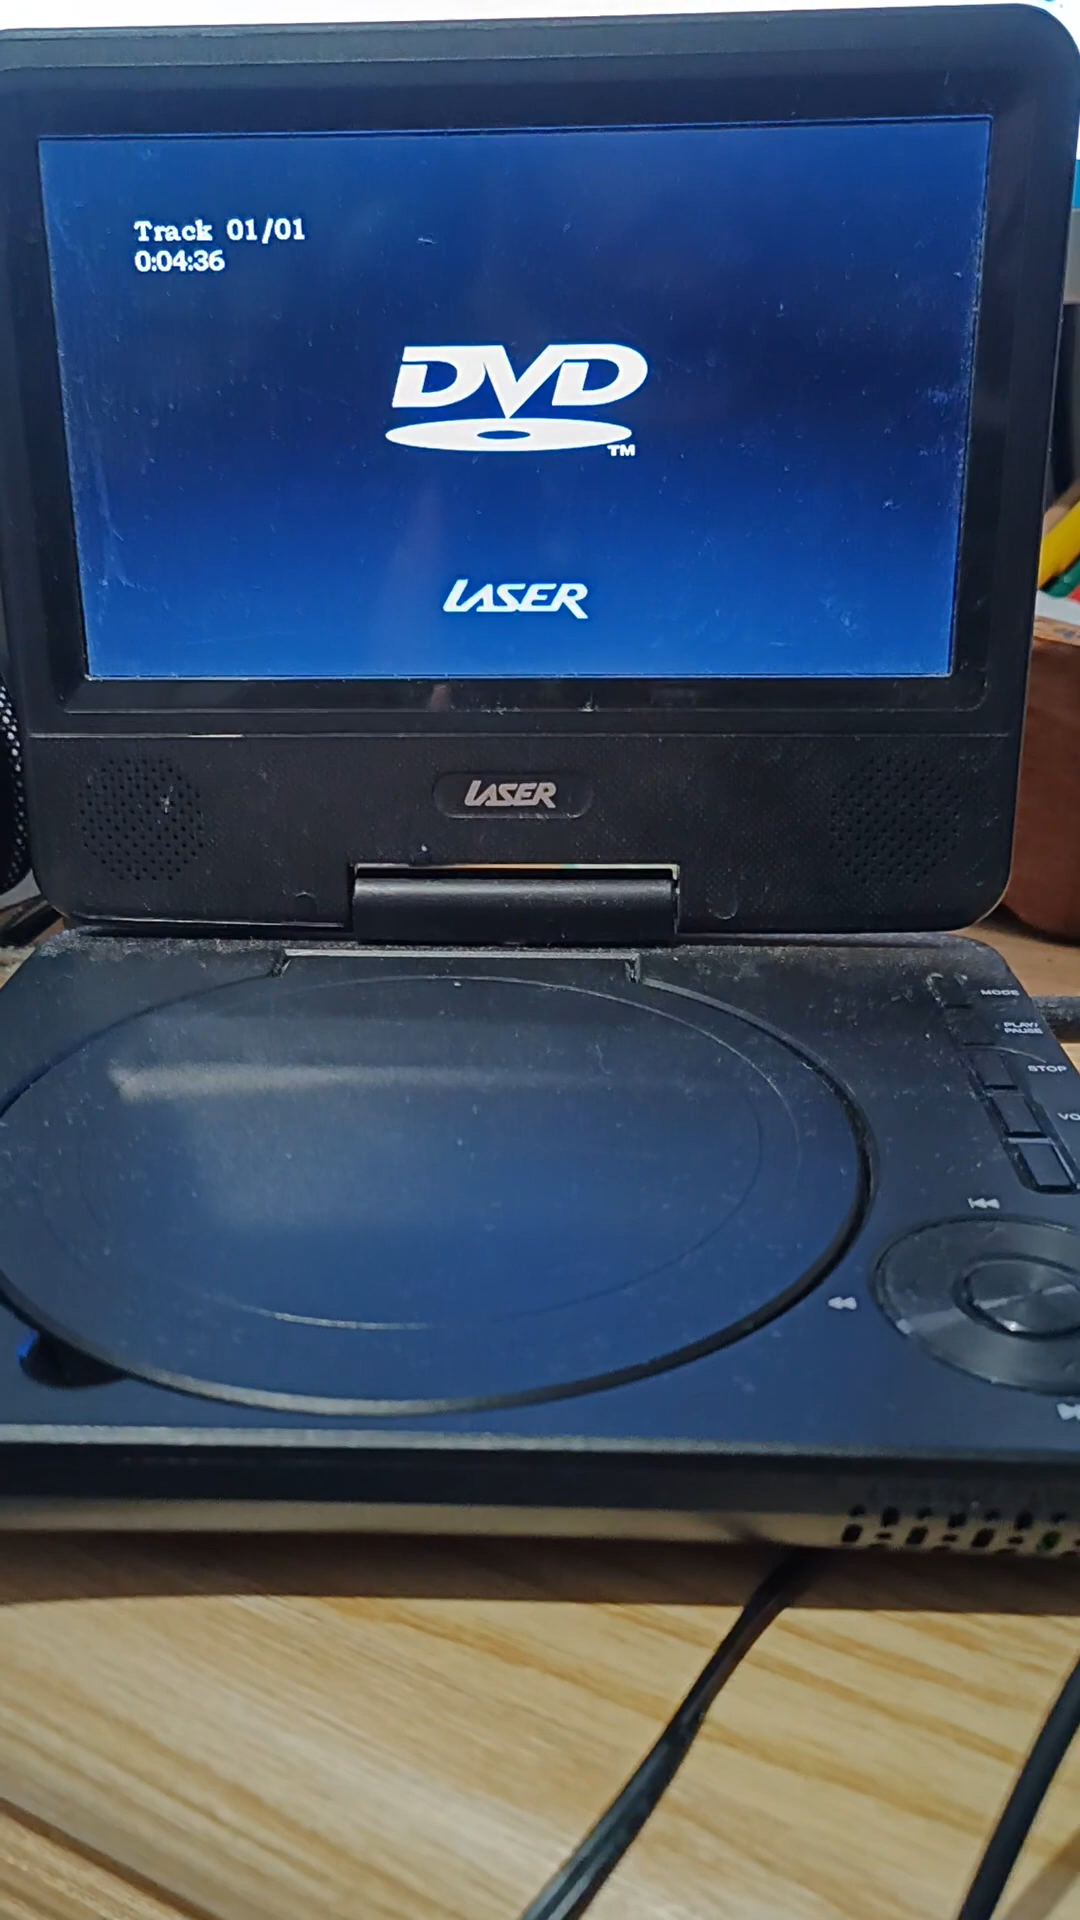 Track 01/01
0:04:36
DVD
TM
LASER
LASER
MODE
PLAY/
PAUSE
STOP